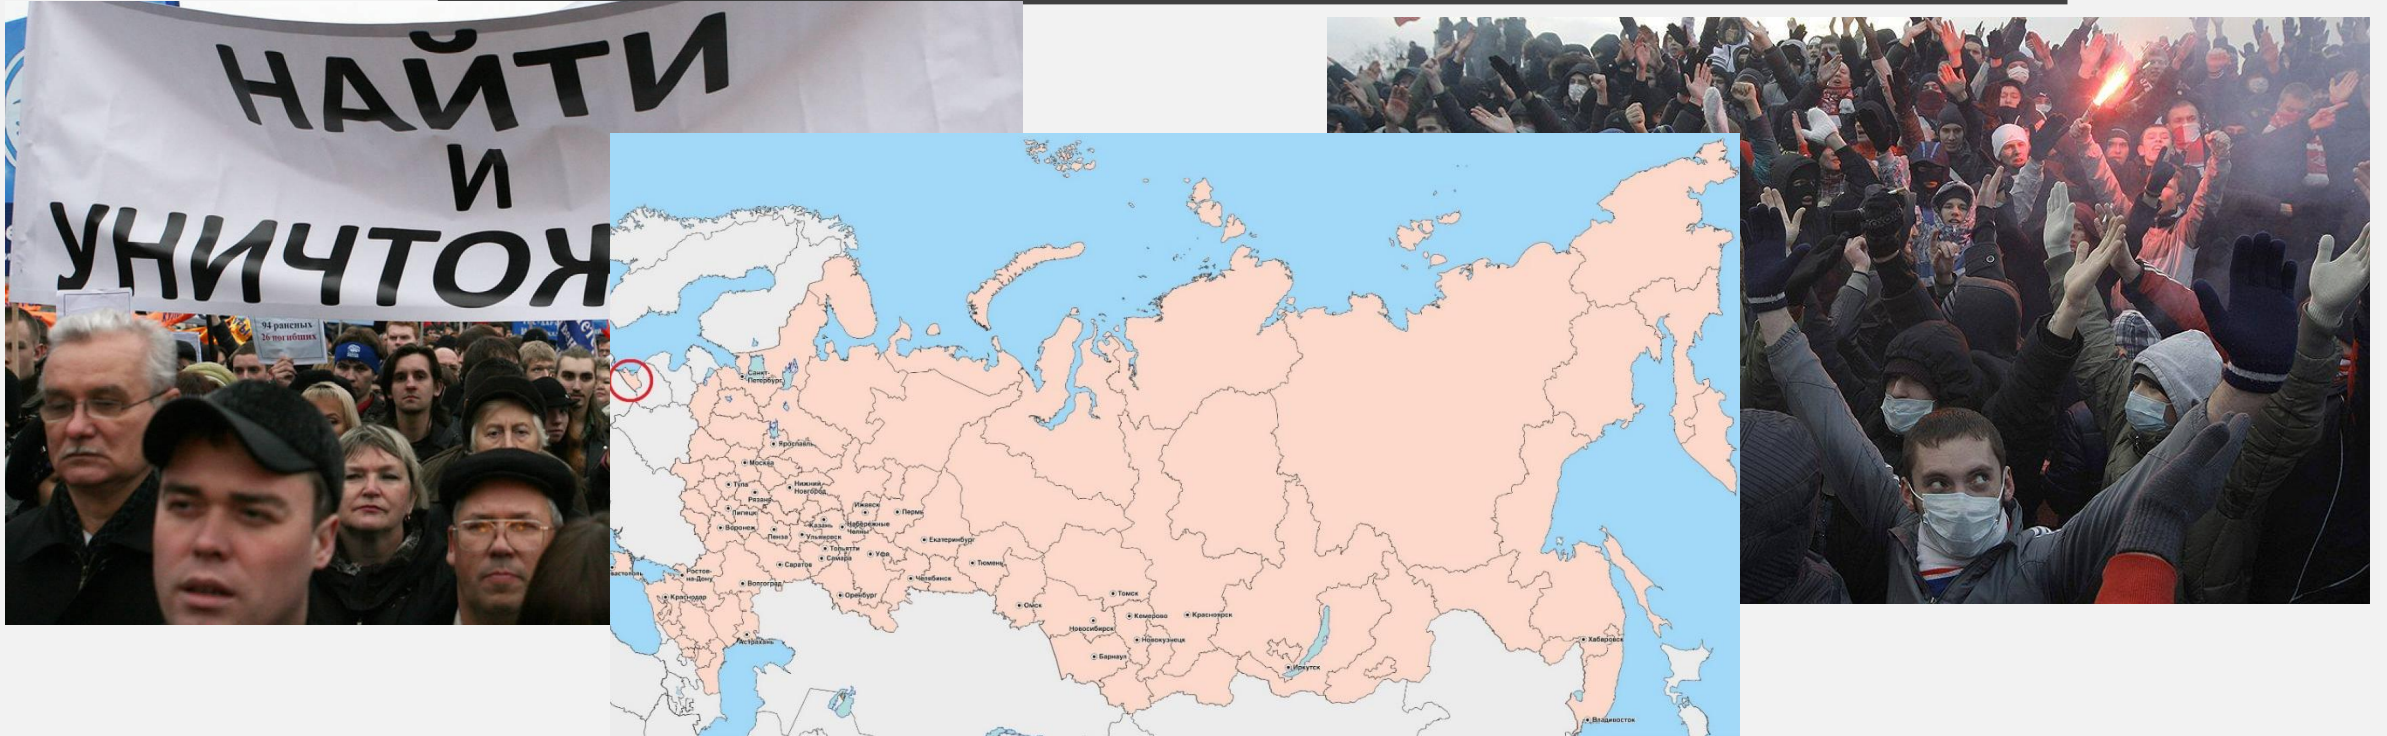 НАЙТИ
И
УНИЧТОЖ
94 раненых
26 погибших
Санкт-
Петербург
Ярославль
Москва
Тула
Рязань
Нижний
Новгород
Липецк
Воронеж
Пенза
Казань
Ижевск
Набережные
Челны
Пермь
Ульяновск
Тольятти
Самара
Уфа
Екатеринбург
Тюмень
Саратов
Челябинск
Ростов-
на-Дону
Волгоград
Оренбург
Краснодар
Астрахань
вастополь
Омск
Томск
Кемерово
Красноярск
Новосибирск
Новокузнецк
Барнаул
Иркутск
Хабаровск
Владивосток